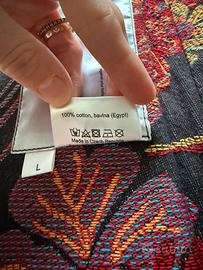 100% cotton, bavlna (Egypt)
Made in Czech Republic
L